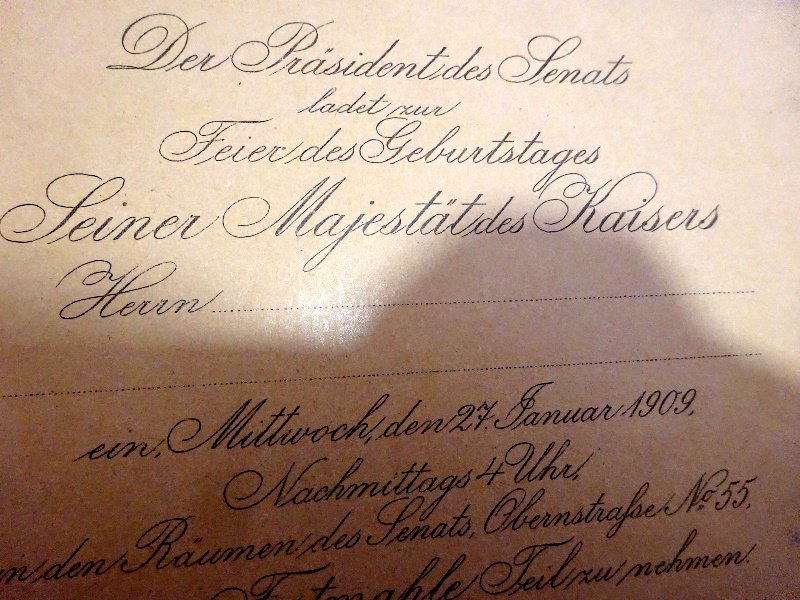 Der Präsident des Senats
ladet zur
Feier des Geburtstages
Seiner Majestät des Kaisers
Herrn
ein, Mittwoch, den 27. Januar 1909,
Nachmittags 4 Uhr,
in den Räumen des Senats, Obernstraße No. 55,
Festmahle Teil zu nehmen.